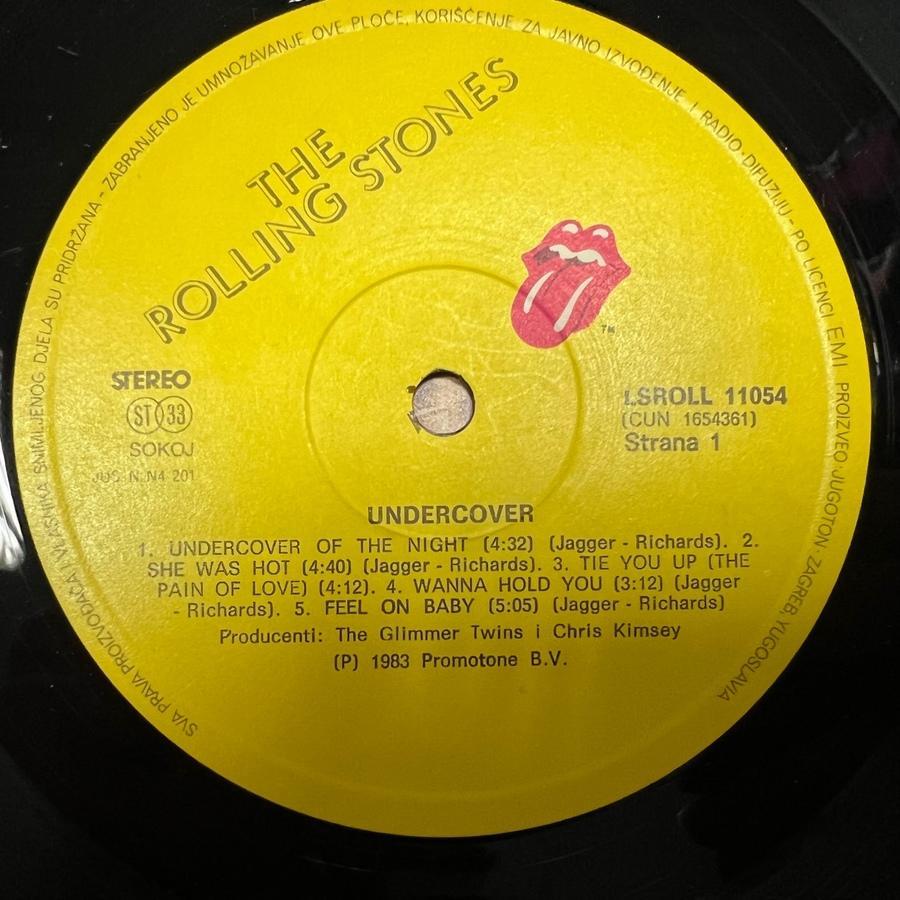 SVA PRAVA PROIZVOĐAČA I VLASNIKA SNIMLJENOG DJELA SU PRIDRŽANA - ZABRANJENO JE UMNOŽAVANJE OVE PLOČE, KORIŠĆENJE ZA JAVNO IZVOĐENJE I RADIO-DIFUZIJU - PO LICENCI EMI PROIZVEO JUGOTON-ZAGREB, YUGOSLAVIA
THE
ROLLING STONES
TM
STEREO
ST 33
SOKOJ
JUS N.N4 201
LSROLL 11054
(CUN 1654361)
Strana 1
UNDERCOVER
1. UNDERCOVER OF THE NIGHT (4:32) (Jagger - Richards). 2.
SHE WAS HOT (4:40) (Jagger - Richards). 3. TIE YOU UP (THE
PAIN OF LOVE) (4:12). 4. WANNA HOLD YOU (3:12) (Jagger
- Richards). 5. FEEL ON BABY (5:05) (Jagger - Richards)
Producenti: The Glimmer Twins i Chris Kimsey
(P) 1983 Promotone B.V.